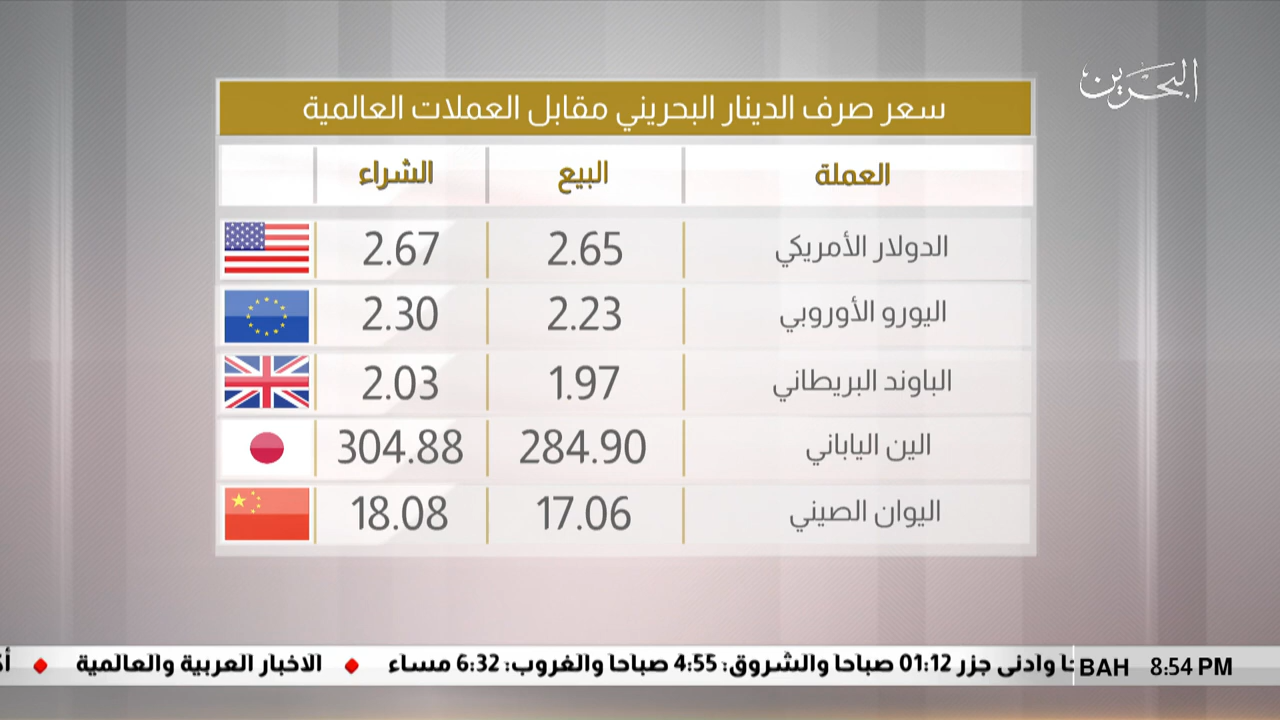 البحرين
سعر صرف الدينار البحريني مقابل العملات العالمية
العملة البيع الشراء
الدولار الأمريكي 2.65 2.67
اليورو الأوروبي 2.23 2.30
الباوند البريطاني 1.97 2.03
الين الياباني 284.90 304.88
اليوان الصيني 17.06 18.08
وادنى جزر 01:12 صباحا والشروق: 4:55 صباحا والغروب: 6:32 مساء الاخبار العربية والعالمية
BAH 8:54 PM